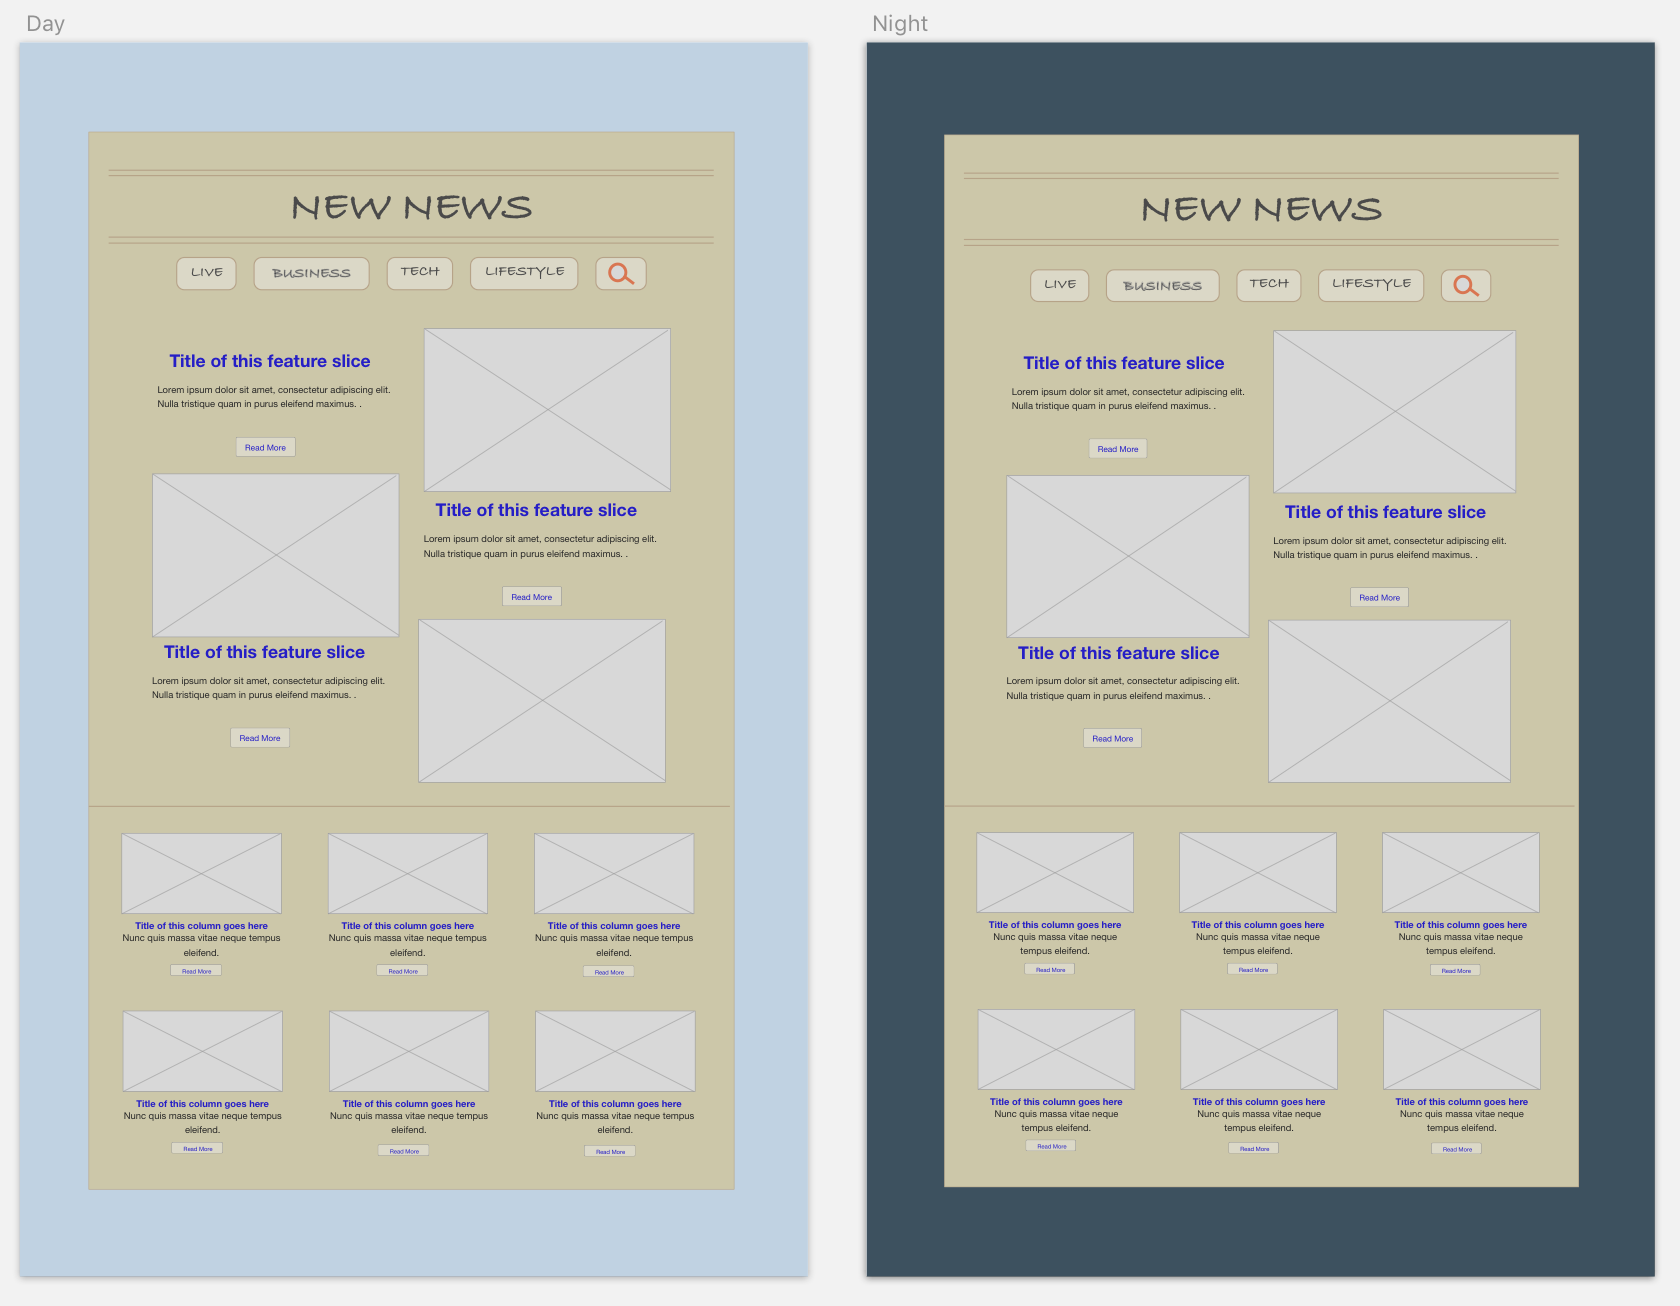 Day
NEW NEWS
LIVE
BUSINESS
TECH
LIFESTYLE
Title of this feature slice
Lorem ipsum dolor sit amet, consectetur adipiscing elit.
Nulla tristique quam in purus eleifend maximus. .
Read More
Title of this feature slice
Lorem ipsum dolor sit amet, consectetur adipiscing elit.
Nulla tristique quam in purus eleifend maximus. .
Read More
Title of this feature slice
Lorem ipsum dolor sit amet, consectetur adipiscing elit.
Nulla tristique quam in purus eleifend maximus. .
Read More
Title of this column goes here
Nunc quis massa vitae neque tempus
eleifend.
Read More
Title of this column goes here
Nunc quis massa vitae neque tempus
eleifend.
Read More
Title of this column goes here
Nunc quis massa vitae neque tempus
eleifend.
Read More
Title of this column goes here
Nunc quis massa vitae neque tempus
eleifend.
Read More
Title of this column goes here
Nunc quis massa vitae neque tempus
eleifend.
Read More
Title of this column goes here
Nunc quis massa vitae neque tempus
eleifend.
Read More
Night
NEW NEWS
LIVE
BUSINESS
TECH
LIFESTYLE
Title of this feature slice
Lorem ipsum dolor sit amet, consectetur adipiscing elit.
Nulla tristique quam in purus eleifend maximus. .
Read More
Title of this feature slice
Lorem ipsum dolor sit amet, consectetur adipiscing elit.
Nulla tristique quam in purus eleifend maximus. .
Read More
Title of this feature slice
Lorem ipsum dolor sit amet, consectetur adipiscing elit.
Nulla tristique quam in purus eleifend maximus. .
Read More
Title of this column goes here
Nunc quis massa vitae neque
tempus eleifend.
Read More
Title of this column goes here
Nunc quis massa vitae neque
tempus eleifend.
Read More
Title of this column goes here
Nunc quis massa vitae neque
tempus eleifend.
Read More
Title of this column goes here
Nunc quis massa vitae neque
tempus eleifend.
Read More
Title of this column goes here
Nunc quis massa vitae neque
tempus eleifend.
Read More
Title of this column goes here
Nunc quis massa vitae neque
tempus eleifend.
Read More